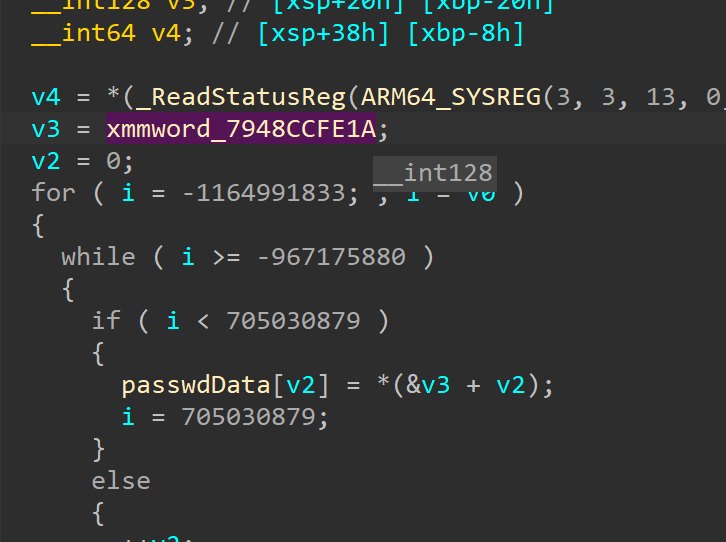 __int128 v3; // [xsp+20h] [xbp-20h]
__int64 v4; // [xsp+38h] [xbp-8h]
v4 = *(_ReadStatusReg(ARM64_SYSREG(3, 3, 13, 0,
v3 = xmmword_7948CCFE1A;
v2 = 0;
__int128
for ( i = -1164991833; ; i = v0 )
{
while ( i >= -967175880 )
{
if ( i < 705030879 )
{
passwdData[v2] = *(&v3 + v2);
i = 705030879;
}
else
{
++v2;